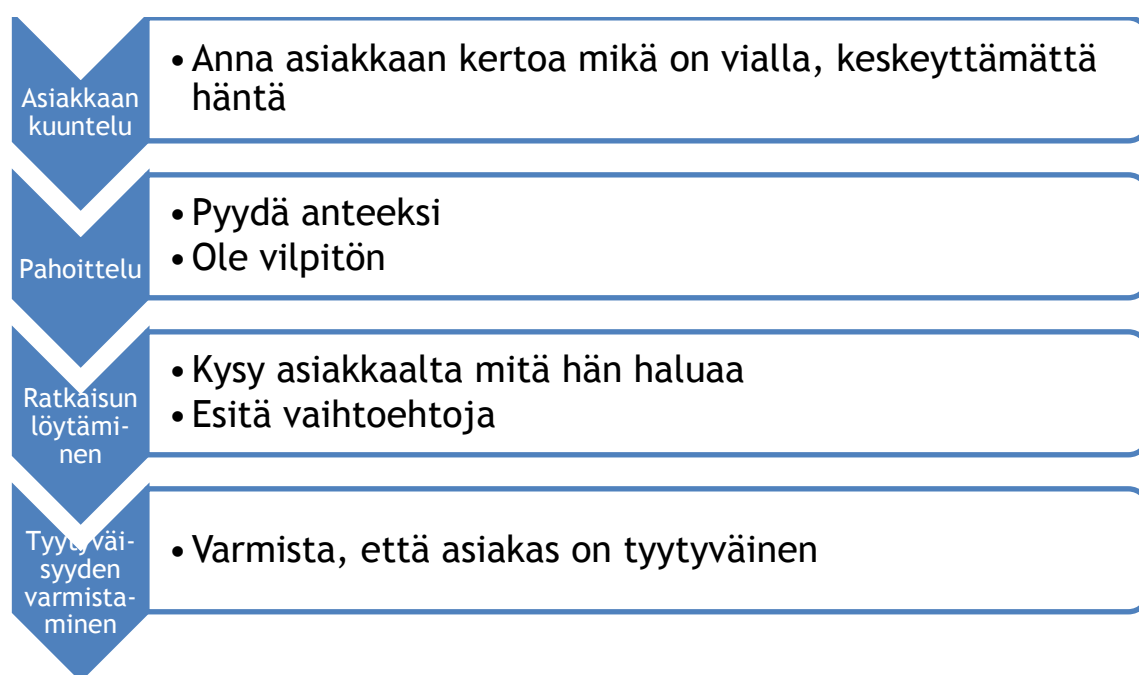 Asiakkaan
kuuntelu
• Anna asiakkaan kertoa mikä on vialla, keskeyttämättä
häntä
Pahoittelu
• Pyydä anteeksi
• Ole vilpitön
Ratkaisun
löytämi-
nen
• Kysy asiakkaalta mitä hän haluaa
• Esitä vaihtoehtoja
Tyytyväi-
syyden
varmista-
minen
• Varmista, että asiakas on tyytyväinen